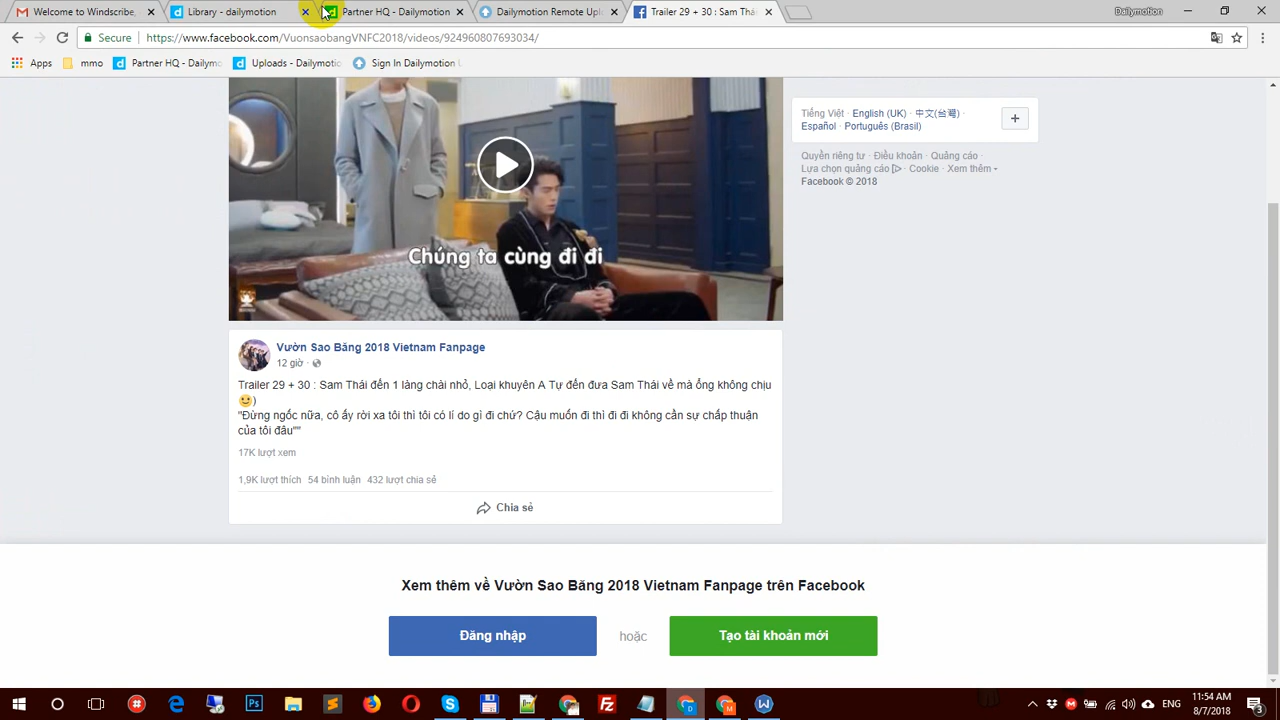 Welcome to Windscribe,
Library - dailymotion
Partner HQ - Dailymotion
Dailymotion Remote Upl
Trailer 29 + 30 : Sam Thá
Dailymotion
Secure
https://www.facebook.com/VuonsaobangVNFC2018/videos/924960807693034/
Apps
mmo
Partner HQ - Dailymo
Uploads - Dailymotio
Sign In Dailymotion U
Chúng ta cùng đi đi
Tiếng Việt · English (UK) · 中文(台灣) ·
Español · Português (Brasil)
Quyền riêng tư · Điều khoản · Quảng cáo ·
Lựa chọn quảng cáo · Cookie · Xem thêm
Facebook © 2018
Vườn Sao Băng 2018 Vietnam Fanpage
12 giờ ·
Trailer 29 + 30 : Sam Thái đến 1 làng chài nhỏ, Loại khuyên A Tự đến đưa Sam Thái về mà ổng không chịu
)
"Đừng ngốc nữa, cô ấy rời xa tôi thì tôi có lí do gì đi chứ? Cậu muốn đi thì đi đi không cần sự chấp thuận
của tôi đâu""
17K lượt xem
1,9K lượt thích 54 bình luận 432 lượt chia sẻ
Chia sẻ
Xem thêm về Vườn Sao Băng 2018 Vietnam Fanpage trên Facebook
Đăng nhập
hoặc
Tạo tài khoản mới
ENG
11:54 AM
8/7/2018
3